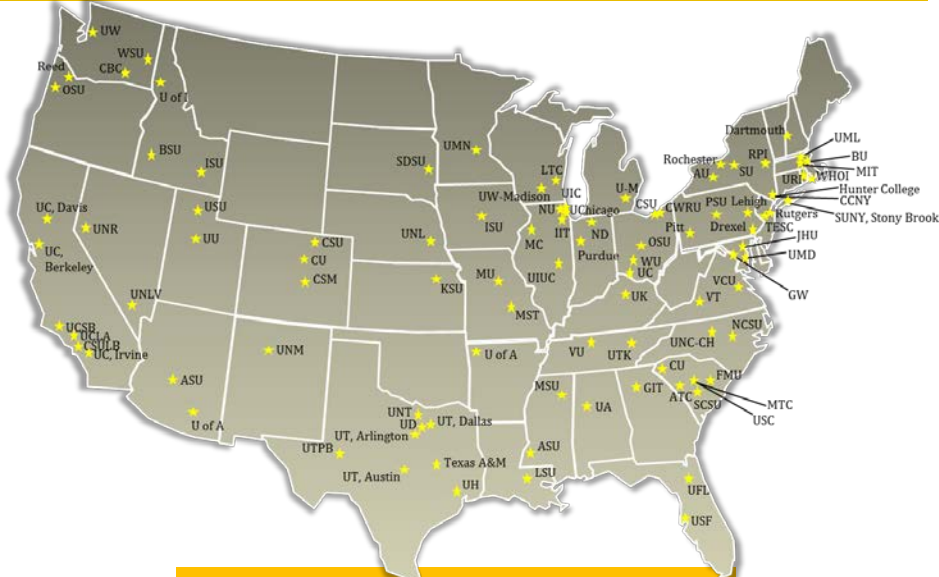 UW
WSU
CBC
Reed
OSU
U of I
BSU
ISU
UC, Davis
UNR
UC,
Berkeley
USU
UU
UNLV
UCSB
UCLA
CSULB
UC, Irvine
ASU
U of A
CSU
CU
CSM
UNM
UMN
SDSU
UNL
KSU
ISU
MU
MST
U of A
UNT
UD
UT, Dallas
UT, Arlington
UTPB
UT, Austin
Texas A&M
UH
LTC
UW-Madison
UIC
NU
UChicago
IIT
MC
UIUC
ND
Purdue
U-M
CSU
CWRU
OSU
WU
UC
UK
VU
UTK
MSU
UA
ASU
LSU
GIT
CU
ATC
SCSU
FMU
MTC
USC
UFL
USF
UNC-CH
NCSU
VT
VCU
Pitt
PSU
Lehigh
Drexel
TESC
Rutgers
JHU
UMD
GW
Rochester
AU
SU
RPI
Dartmouth
UML
BU
MIT
URI
WHOI
Hunter College
CCNY
SUNY, Stony Brook